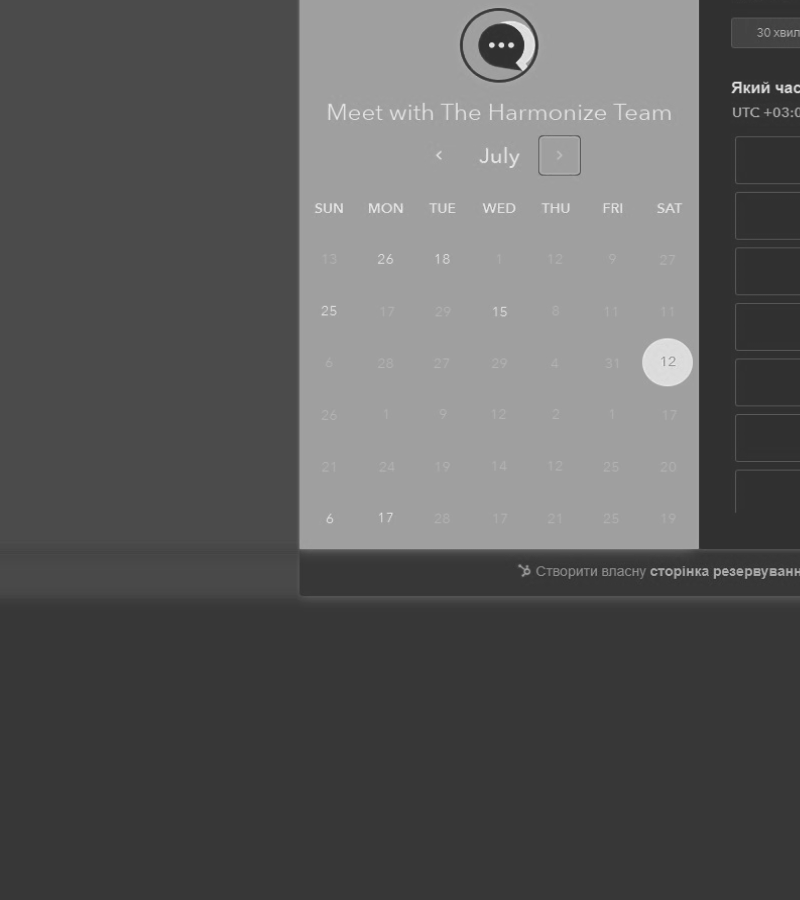 30 хвил
Meet with The Harmonize Team
Який час
UTC +03:0
July
SUN MON TUE WED THU FRI SAT
13 26 18 1 12 9 27
25 17 29 15 8 11 11
6 28 27 29 4 31 12
26 1 9 12 2 1 17
21 24 19 14 12 25 20
6 17 28 17 21 25 19
Створити власну сторінка резервуванн